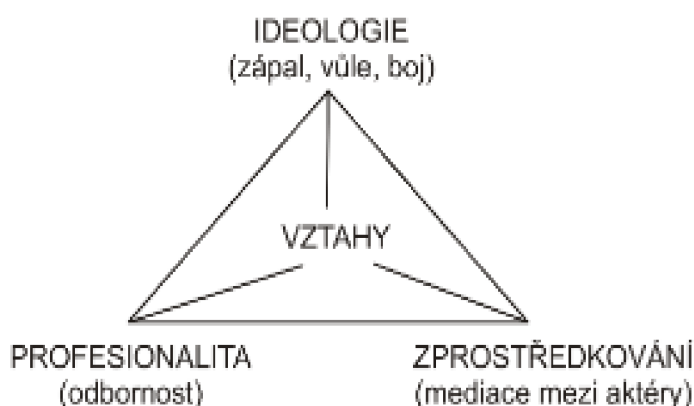 IDEOLOGIE
(zápal, vůle, boj)
VZTAHY
PROFESIONALITA
(odbornost)
ZPROSTŘEDKOVÁNÍ
(mediace mezi aktéry)